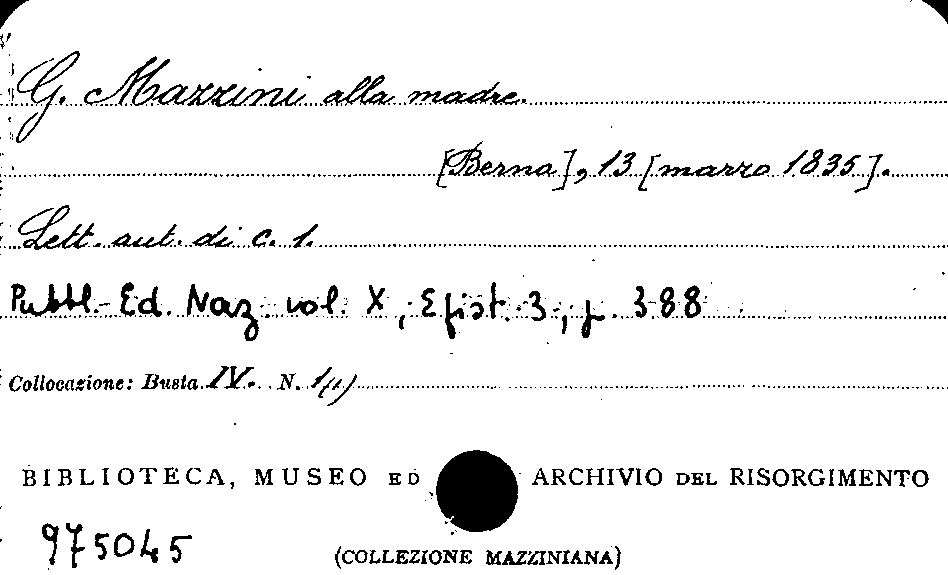 G. Mazzini alla madre.
[Berna], 13 [marzo 1835].
Lett. aut. di c. 1.
Pubbl. Ed. Naz. vol. X, Epist. 3, p. 388
Collocazione: Busta IV. N. 1(1)
BIBLIOTECA, MUSEO ED ARCHIVIO DEL RISORGIMENTO
975045
(COLLEZIONE MAZZINIANA)